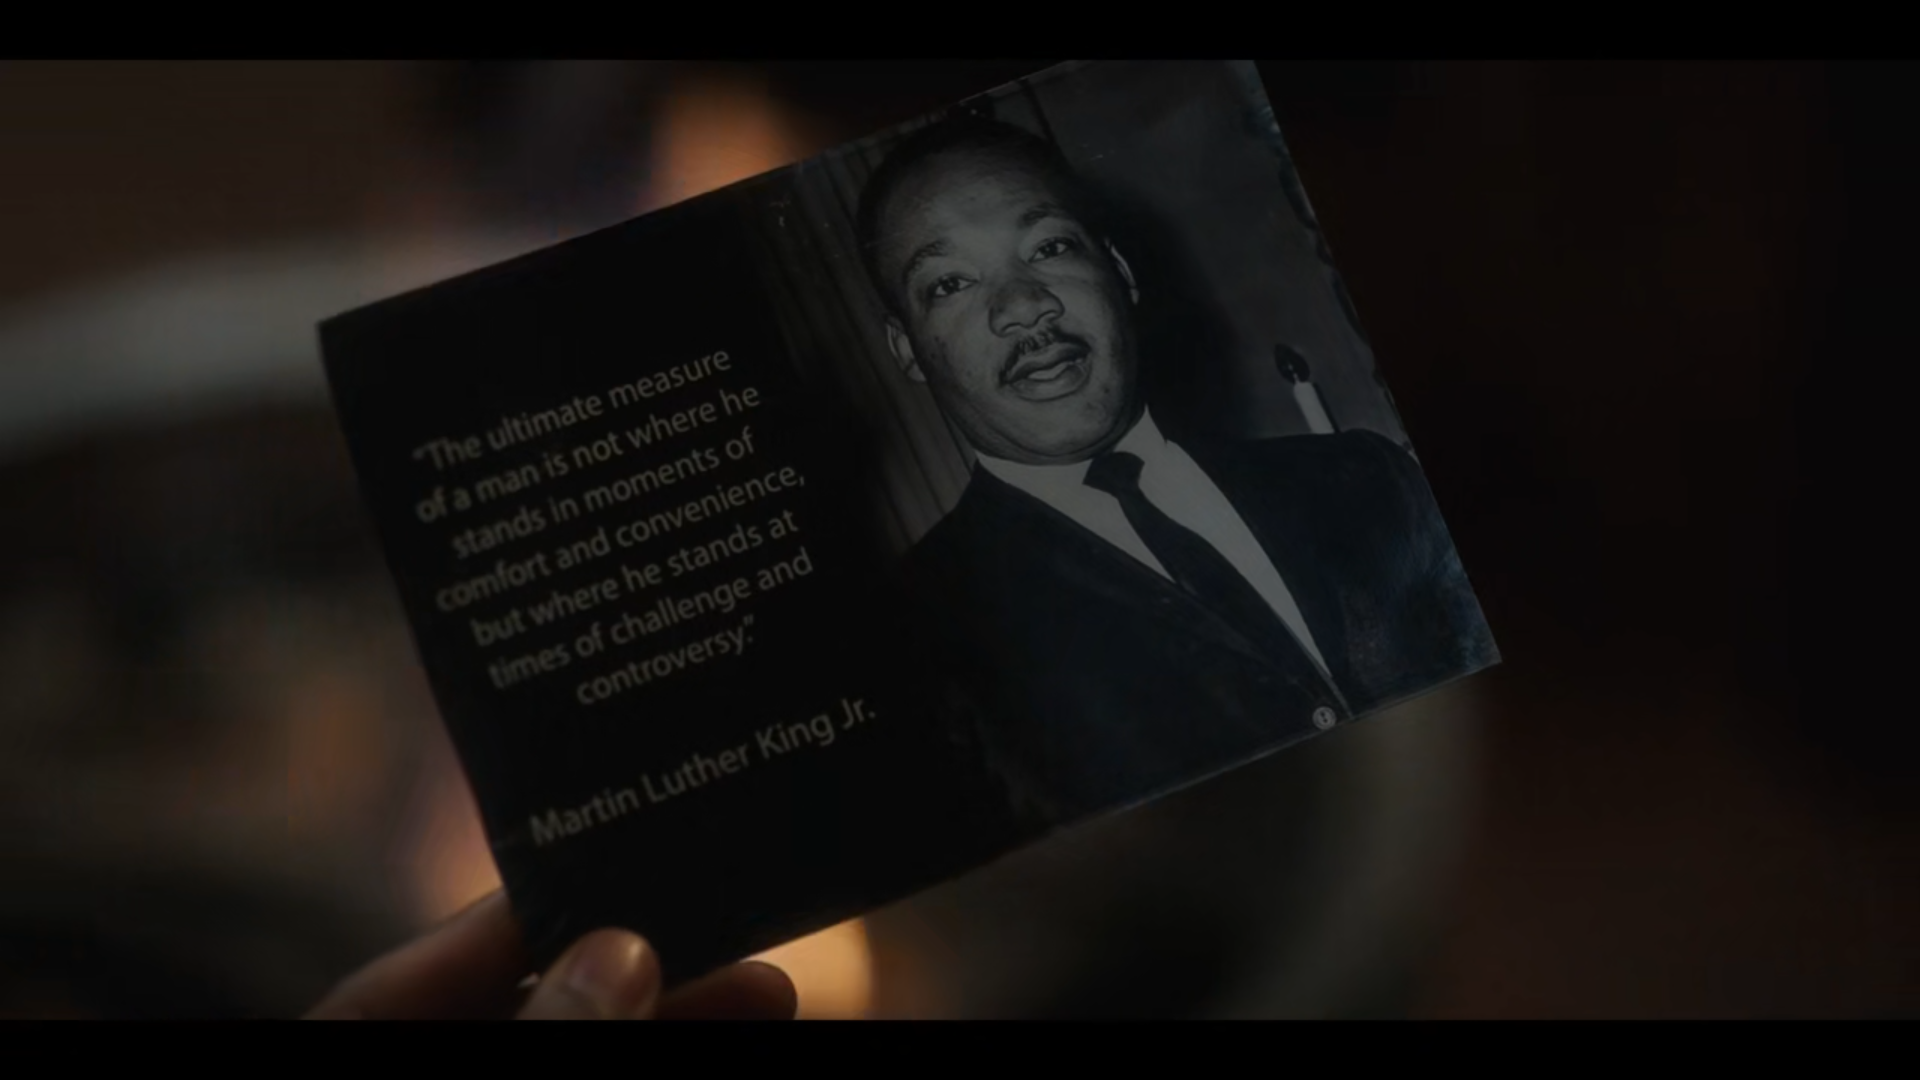 “The ultimate measure
of a man is not where he
stands in moments of
comfort and convenience,
but where he stands at
times of challenge and
controversy.”
Martin Luther King Jr.